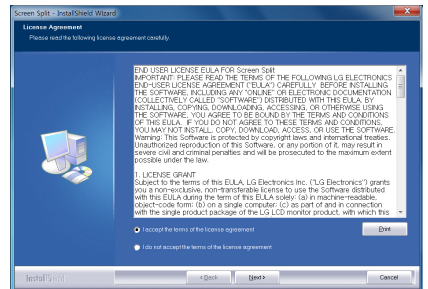 Screen Split - InstallShield Wizard
License Agreement
Please read the following license agreement carefully.
END USER LICENSE EULA FOR Screen Split
IMPORTANT: PLEASE READ THE TERMS OF THE FOLLOWING LG ELECTRONICS
END-USER LICENSE AGREEMENT ("EULA") CAREFULLY BEFORE INSTALLING
THE SOFTWARE, INCLUDING ANY "ONLINE" OR ELECTRONIC DOCUMENTATION
(COLLECTIVELY CALLED "SOFTWARE") DISTRIBUTED WITH THIS EULA. BY
INSTALLING, COPYING, DOWNLOADING, ACCESSING, OR OTHERWISE USING
THE SOFTWARE, YOU AGREE TO BE BOUND BY THE TERMS AND CONDITIONS
OF THIS EULA. IF YOU DO NOT AGREE TO THESE TERMS AND CONDITIONS,
YOU MAY NOT INSTALL, COPY, DOWNLOAD, ACCESS, OR USE THE SOFTWARE.
Warning: This Software is protected by copyright laws and international treaties.
Unauthorized reproduction of this Software, or any portion of it, may result in
severe civil and criminal penalties and will be prosecuted to the maximum extent
possible under the law.
1. LICENSE GRANT
Subject to the terms of this EULA, LG Electronics Inc. ("LG Electronics") grants
you a non-exclusive, non-transferable license to use the Software distributed
with this EULA during the term of this EULA solely: (a) in machine-readable,
object-code form; (b) on a single computer; (c) as part of and in connection
with the single product package of the LG LCD monitor product, with which this
I accept the terms of the license agreement
Print
I do not accept the terms of the license agreement
InstallShield
< Back
Next >
Cancel